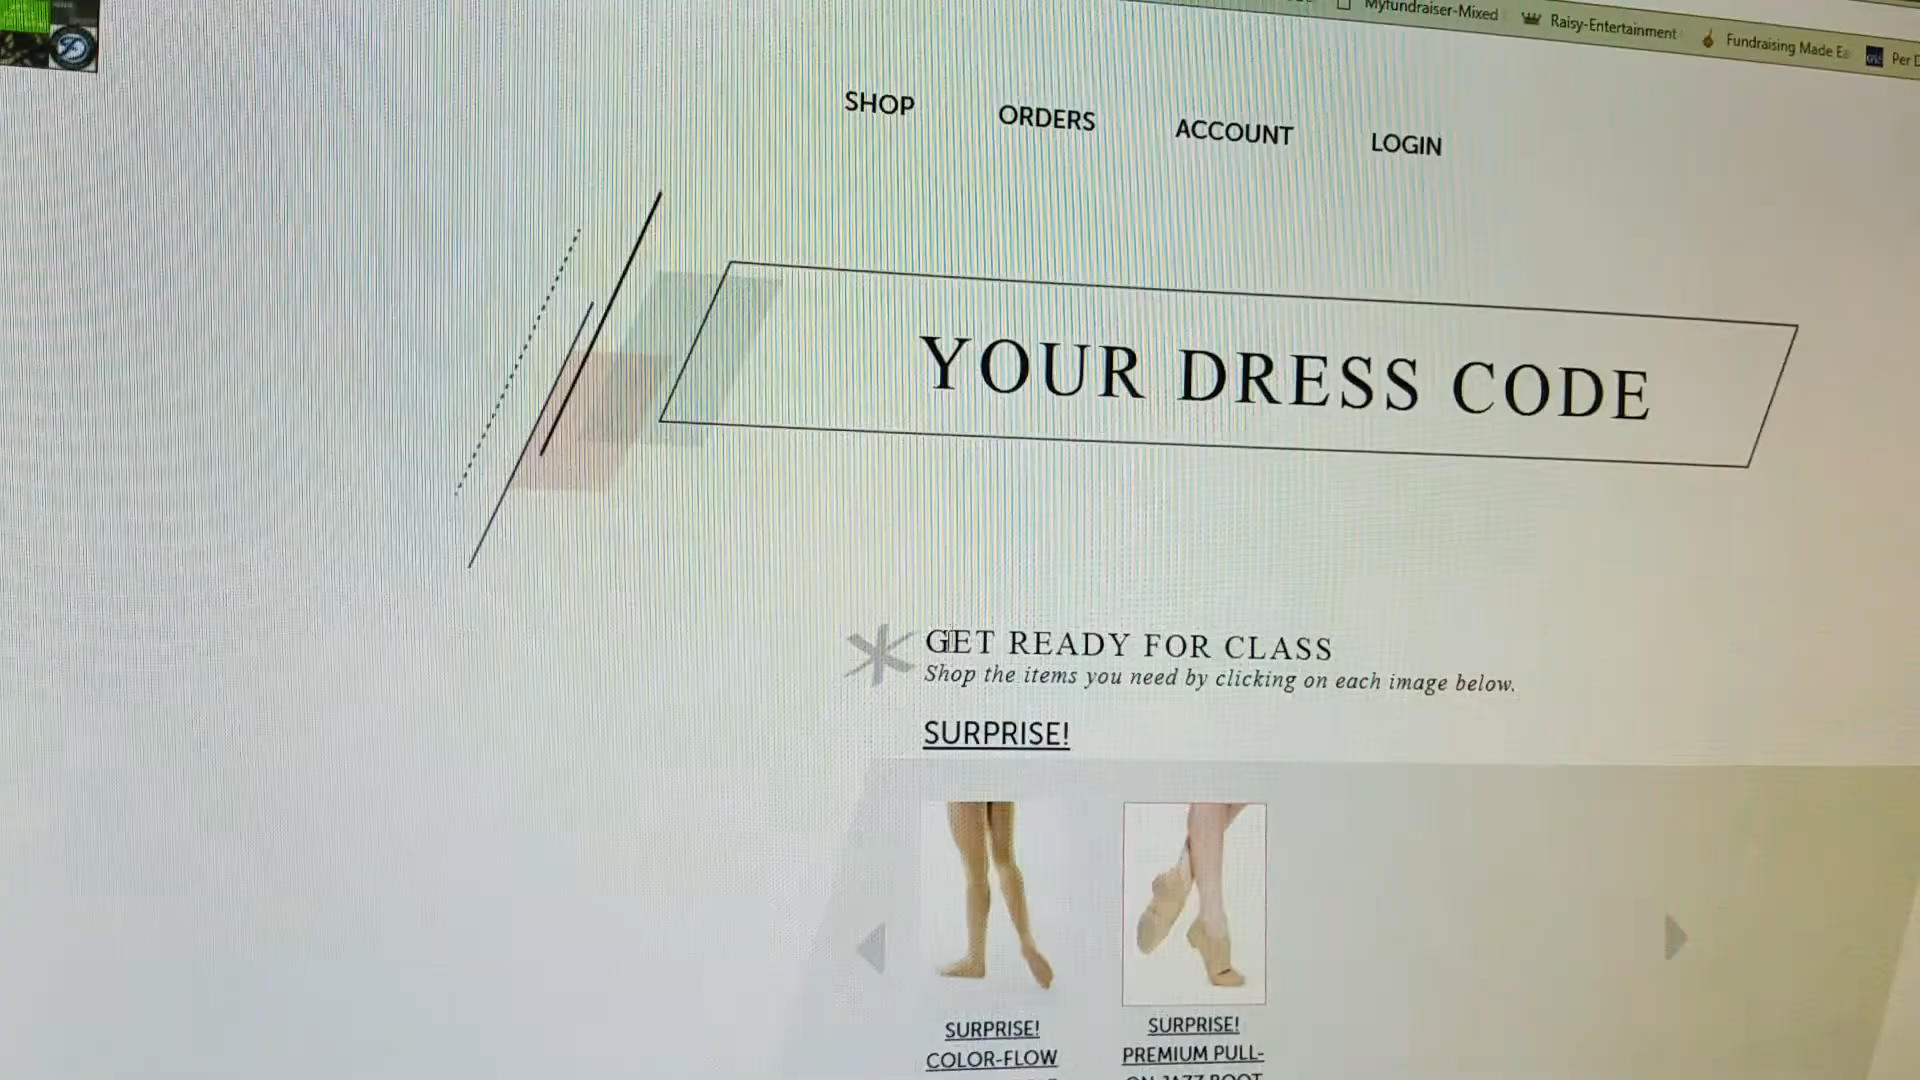 Myfundraiser-Mixed
Raisy-Entertainment
Fundraising Made
Per
SHOP
ORDERS
ACCOUNT
LOGIN
YOUR DRESS CODE
GET READY FOR CLASS
Shop the items you need by clicking on each image below.
SURPRISE!
SURPRISE!
COLOR-FLOW
SURPRISE!
PREMIUM PULL-
ON JAZZ BOOT